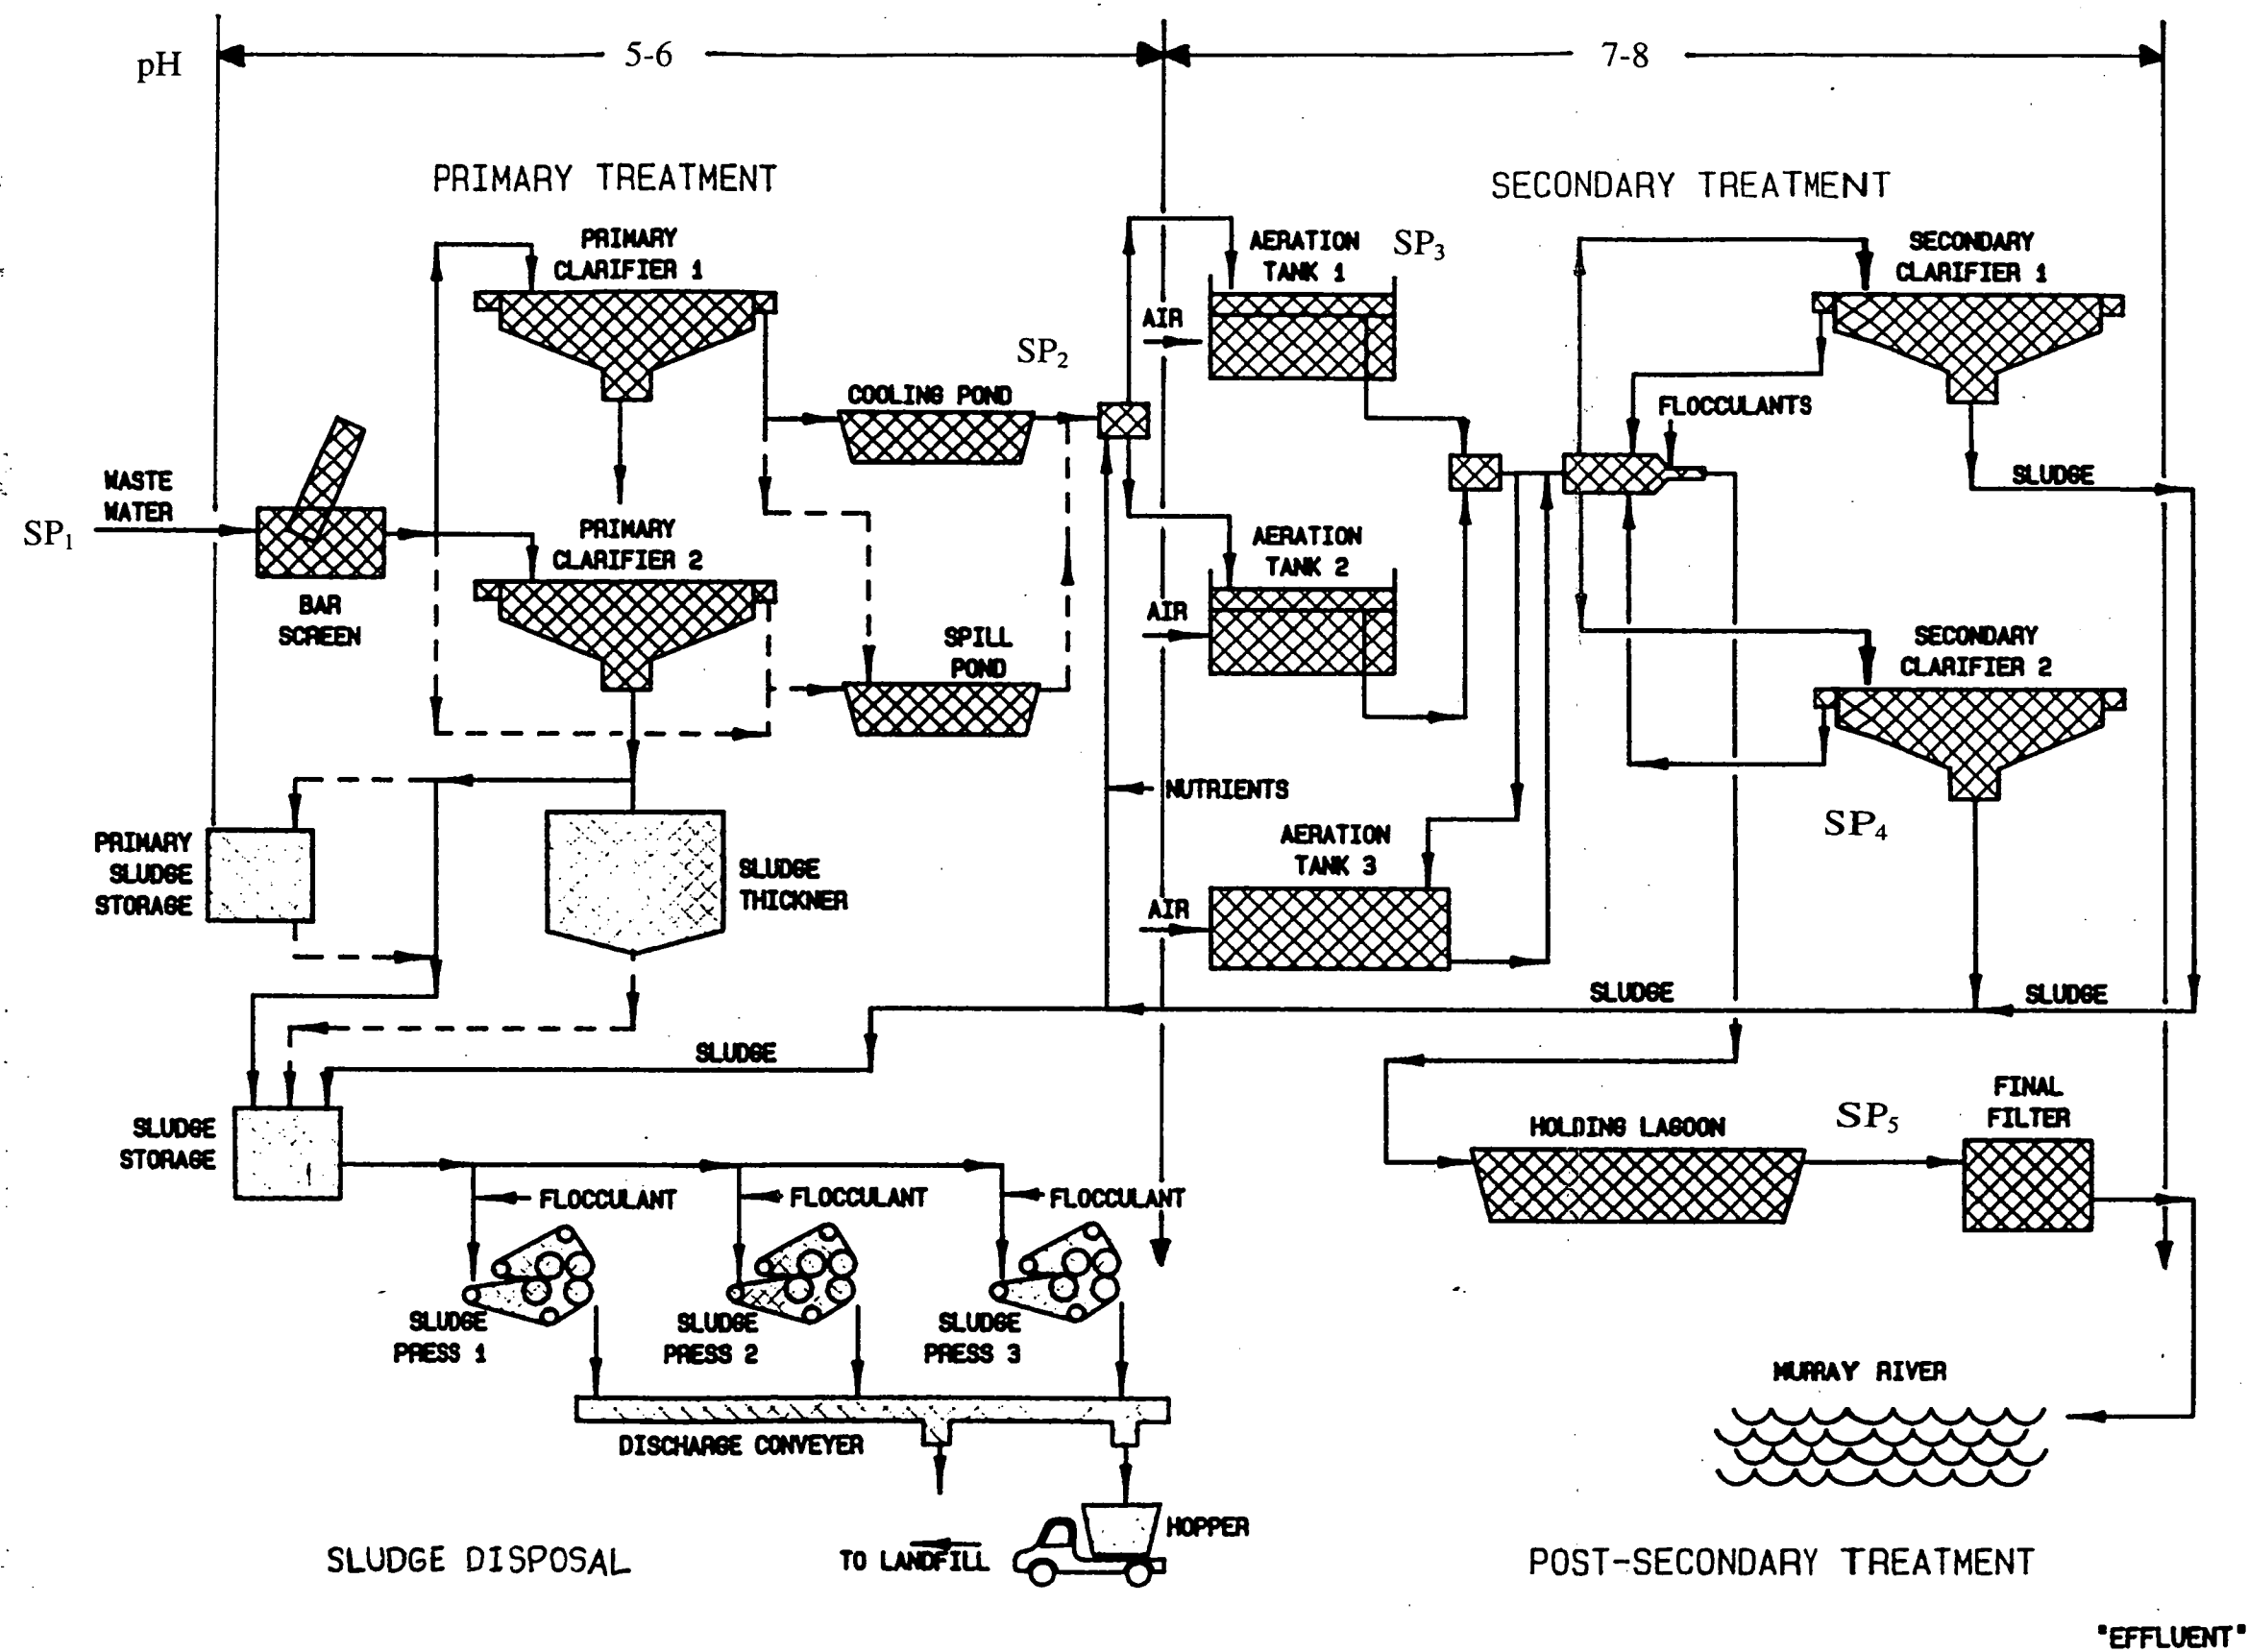 pH
5-6
7-8
PRIMARY TREATMENT
SECONDARY TREATMENT
PRIMARY
CLARIFIER 1
AERATION
TANK 1
SP3
SECONDARY
CLARIFIER 1
AIR
SP2
COOLING POND
FLOCCULANTS
WASTE
WATER
SP1
SLUDGE
PRIMARY
CLARIFIER 2
AERATION
TANK 2
BAR
SCREEN
AIR
SPILL
POND
SECONDARY
CLARIFIER 2
NUTRIENTS
SP4
PRIMARY
SLUDGE
STORAGE
SLUDGE
THICKNER
AERATION
TANK 3
AIR
SLUDGE
SLUDGE
SLUDGE
SLUDGE
STORAGE
HOLDING LAGOON
SP5
FINAL
FILTER
FLOCCULANT
FLOCCULANT
FLOCCULANT
SLUDGE
PRESS 1
SLUDGE
PRESS 2
SLUDGE
PRESS 3
MURRAY RIVER
DISCHARGE CONVEYER
HOPPER
TO LANDFILL
SLUDGE DISPOSAL
POST-SECONDARY TREATMENT
"EFFLUENT"